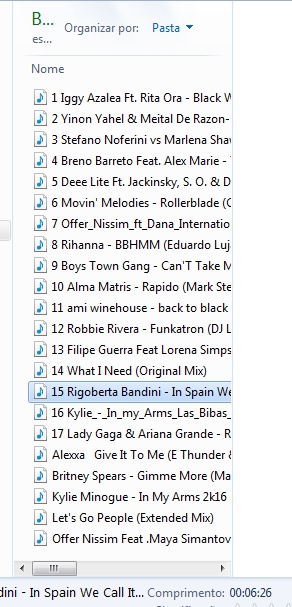 B...
es...
Organizar por: Pasta
Nome
1 Iggy Azalea Ft. Rita Ora - Black W
2 Yinon Yahel & Meital De Razon-
3 Stefano Noferini vs Marlena Shav
4 Breno Barreto Feat. Alex Marie -
5 Deee Lite Ft. Jackinsky, S. O. & D
6 Movin' Melodies - Rollerblade (C
7 Offer_Nissim_ft_Dana_Internatio
8 Rihanna - BBHMM (Eduardo Luj
9 Boys Town Gang - Can'T Take M
10 Alma Matris - Rapido (Mark Ste
11 ami winehouse - back to black
12 Robbie Rivera - Funkatron (DJ L
13 Filipe Guerra Feat Lorena Simps
14 What I Need (Original Mix)
15 Rigoberta Bandini - In Spain We
16 Kylie_-_In_my_Arms_Las_Bibas_
17 Lady Gaga & Ariana Grande - R
Alexxa Give It To Me (E Thunder &
Britney Spears - Gimme More (Ma
Kylie Minogue - In My Arms 2k16
Let's Go People (Extended Mix)
Offer Nissim Feat .Maya Simantov
dini - In Spain We Call It... Comprimento: 00:06:26